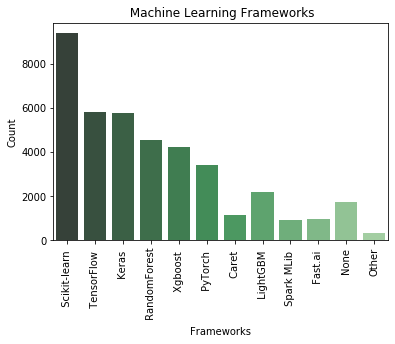 Machine Learning Frameworks
8000
6000
4000
2000
0
Count
Scikit-learn
TensorFlow
Keras
RandomForest
Xgboost
PyTorch
Caret
LightGBM
Spark MLib
Fast.ai
None
Other
Frameworks